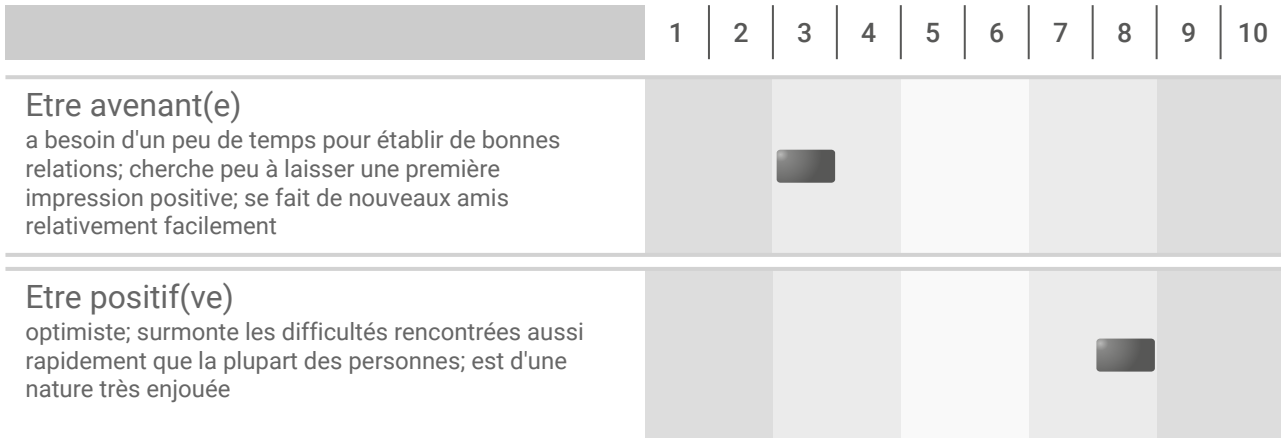 1 2 3 4 5 6 7 8 9 10
Etre avenant(e)
a besoin d'un peu de temps pour établir de bonnes
relations; cherche peu à laisser une première
impression positive; se fait de nouveaux amis
relativement facilement
Etre positif(ve)
optimiste; surmonte les difficultés rencontrées aussi
rapidement que la plupart des personnes; est d'une
nature très enjouée